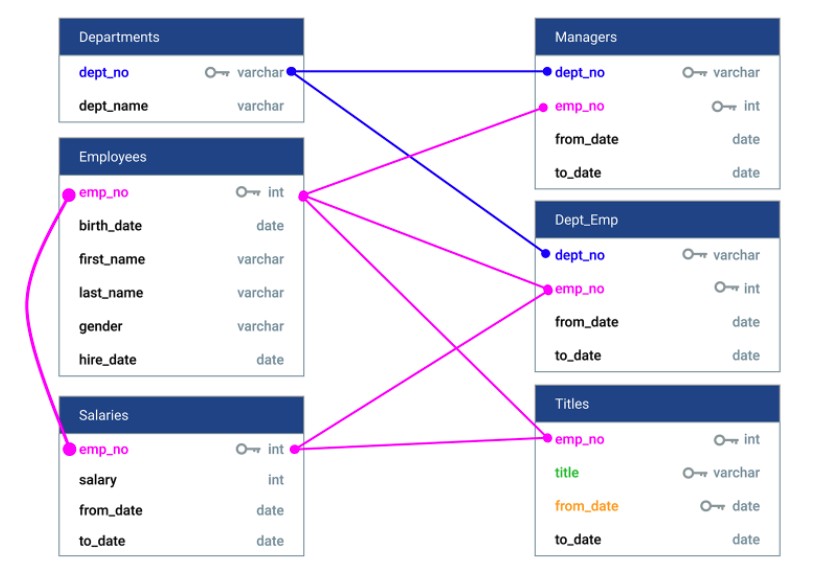 Departments
dept_no varchar
dept_name varchar
Employees
emp_no int
birth_date date
first_name varchar
last_name varchar
gender varchar
hire_date date
Salaries
emp_no int
salary int
from_date date
to_date date
Managers
dept_no varchar
emp_no int
from_date date
to_date date
Dept_Emp
dept_no varchar
emp_no int
from_date date
to_date date
Titles
emp_no int
title varchar
from_date date
to_date date